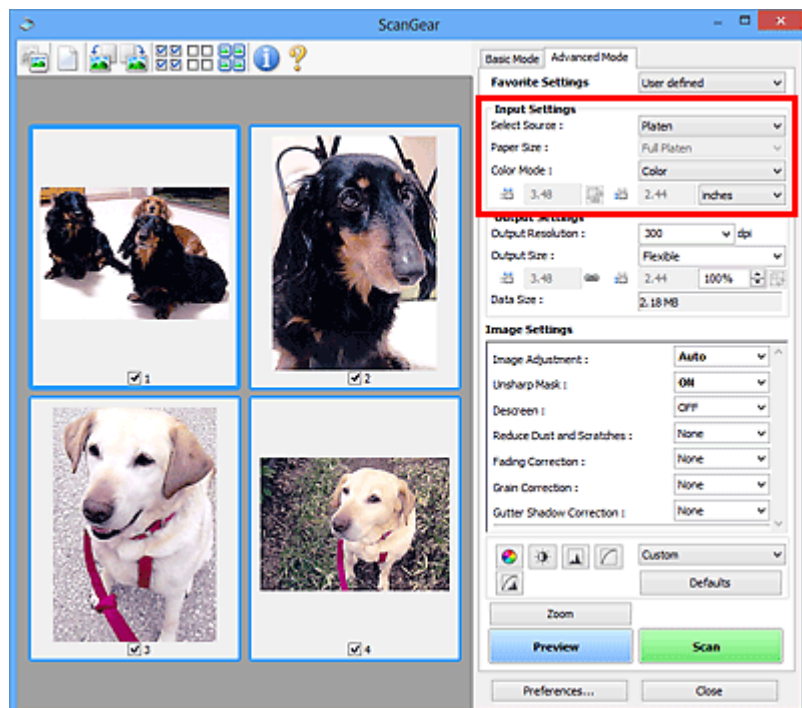 ScanGear
Basic Mode Advanced Mode
Favorite Settings User defined
Input Settings
Select Source : Platen
Paper Size : Full Platen
Color Mode : Color
3.48 2.44 inches
Output Settings
Output Resolution : 300 dpi
Output Size : Flexible
3.48 2.44 100%
Data Size : 2.18 MB
Image Settings
Image Adjustment : Auto
Unsharp Mask : ON
Descreen : OFF
Reduce Dust and Scratches : None
Fading Correction : None
Grain Correction : None
Gutter Shadow Correction : None
Custom
Defaults
Zoom
Preview Scan
Preferences... Close
1
2
3
4